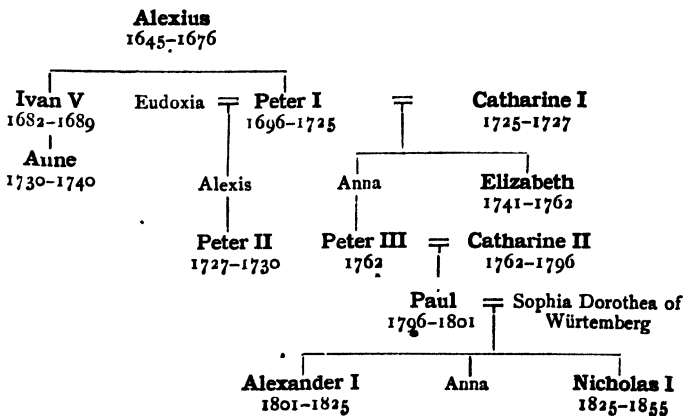 Alexius
1645–1676
Ivan V Eudoxia = Peter I = Catharine I
1682–1689 1696–1725 1725–1727
Anne
1730–1740
Alexis Anna Elizabeth
1741–1762
Peter II Peter III = Catharine II
1727–1730 1762 1762–1796
Paul = Sophia Dorothea of
1796–1801 Würtemberg
Alexander I Anna Nicholas I
1801–1825 1825–1855